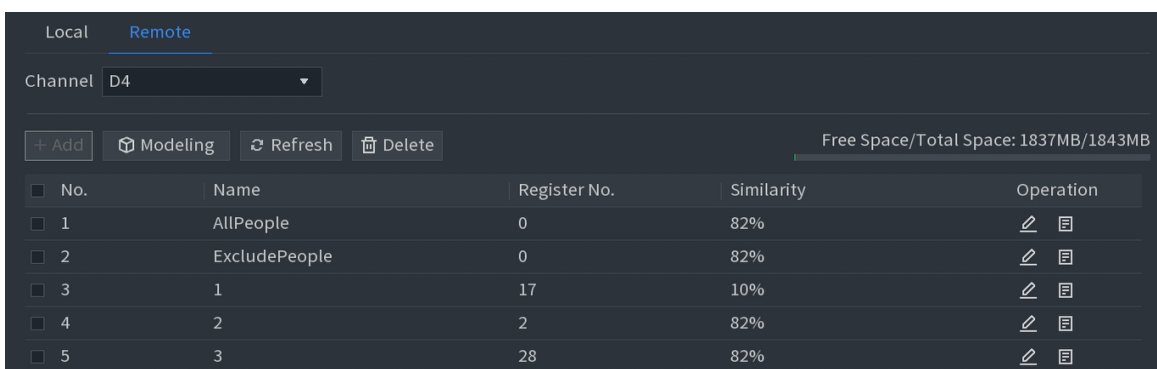 Local Remote
Channel D4
+ Add Modeling Refresh Delete Free Space/Total Space: 1837MB/1843MB
No. Name Register No. Similarity Operation
1 AllPeople 0 82%
2 ExcludePeople 0 82%
3 1 17 10%
4 2 2 82%
5 3 28 82%